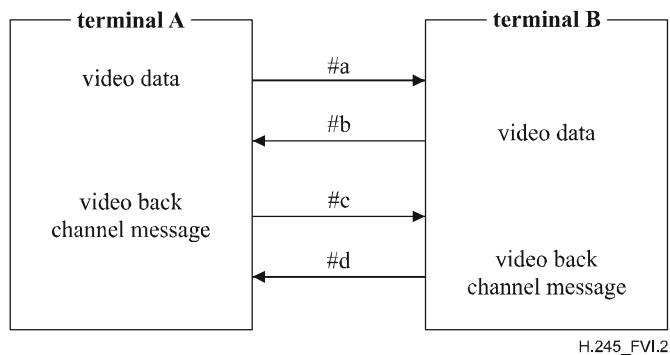 terminal A
terminal B
video data
#a
#b
video data
video back
channel message
#c
#d
video back
channel message
H.245_FVI.2